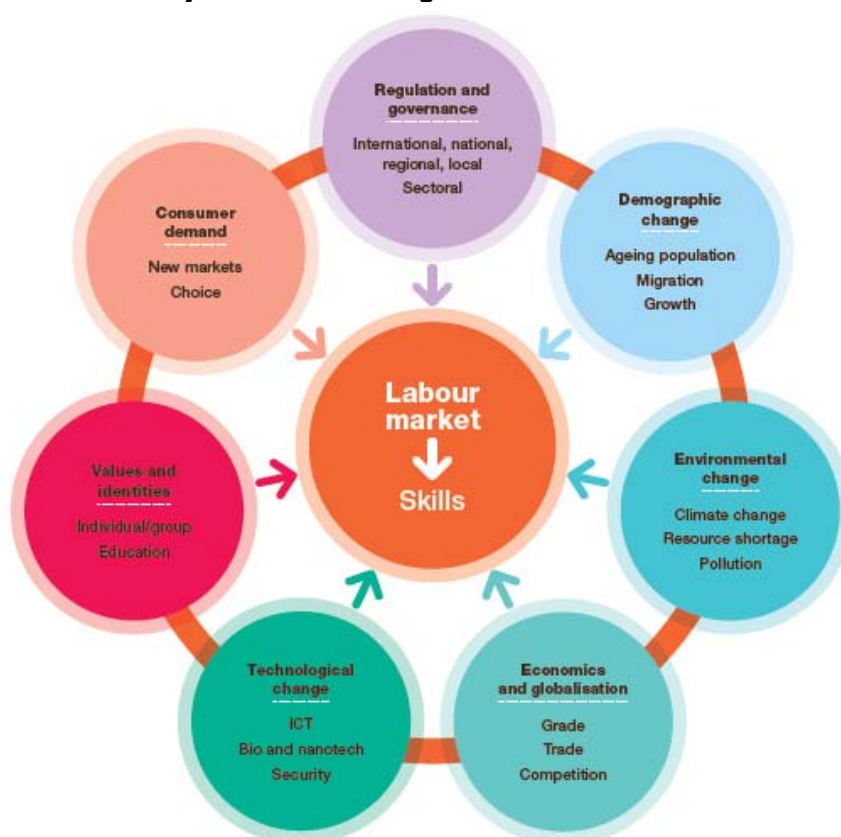 Regulation and
governance
International, national,
regional, local
Sectoral
Demographic
change
Ageing population
Migration
Growth
Environmental
change
Climate change
Resource shortage
Pollution
Economics
and globalisation
Grade
Trade
Competition
Technological
change
ICT
Bio and nanotech
Security
Values and
identities
Individual/group
Education
Consumer
demand
New markets
Choice
Labour
market
Skills